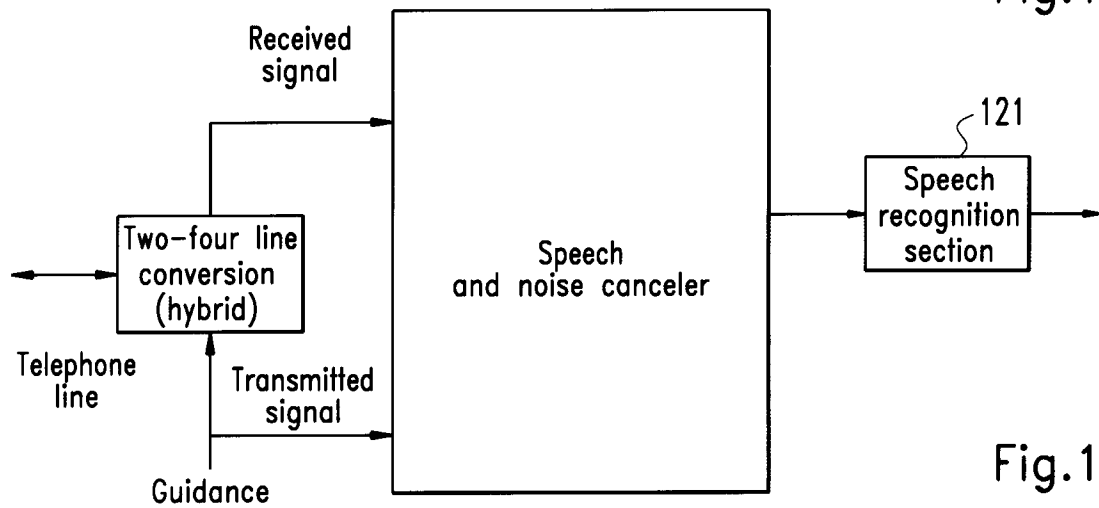 Received
signal
121
Speech
recognition
section
Two-four line
conversion
(hybrid)
Speech
and noise canceler
Telephone
line
Transmitted
signal
Guidance
Fig.1